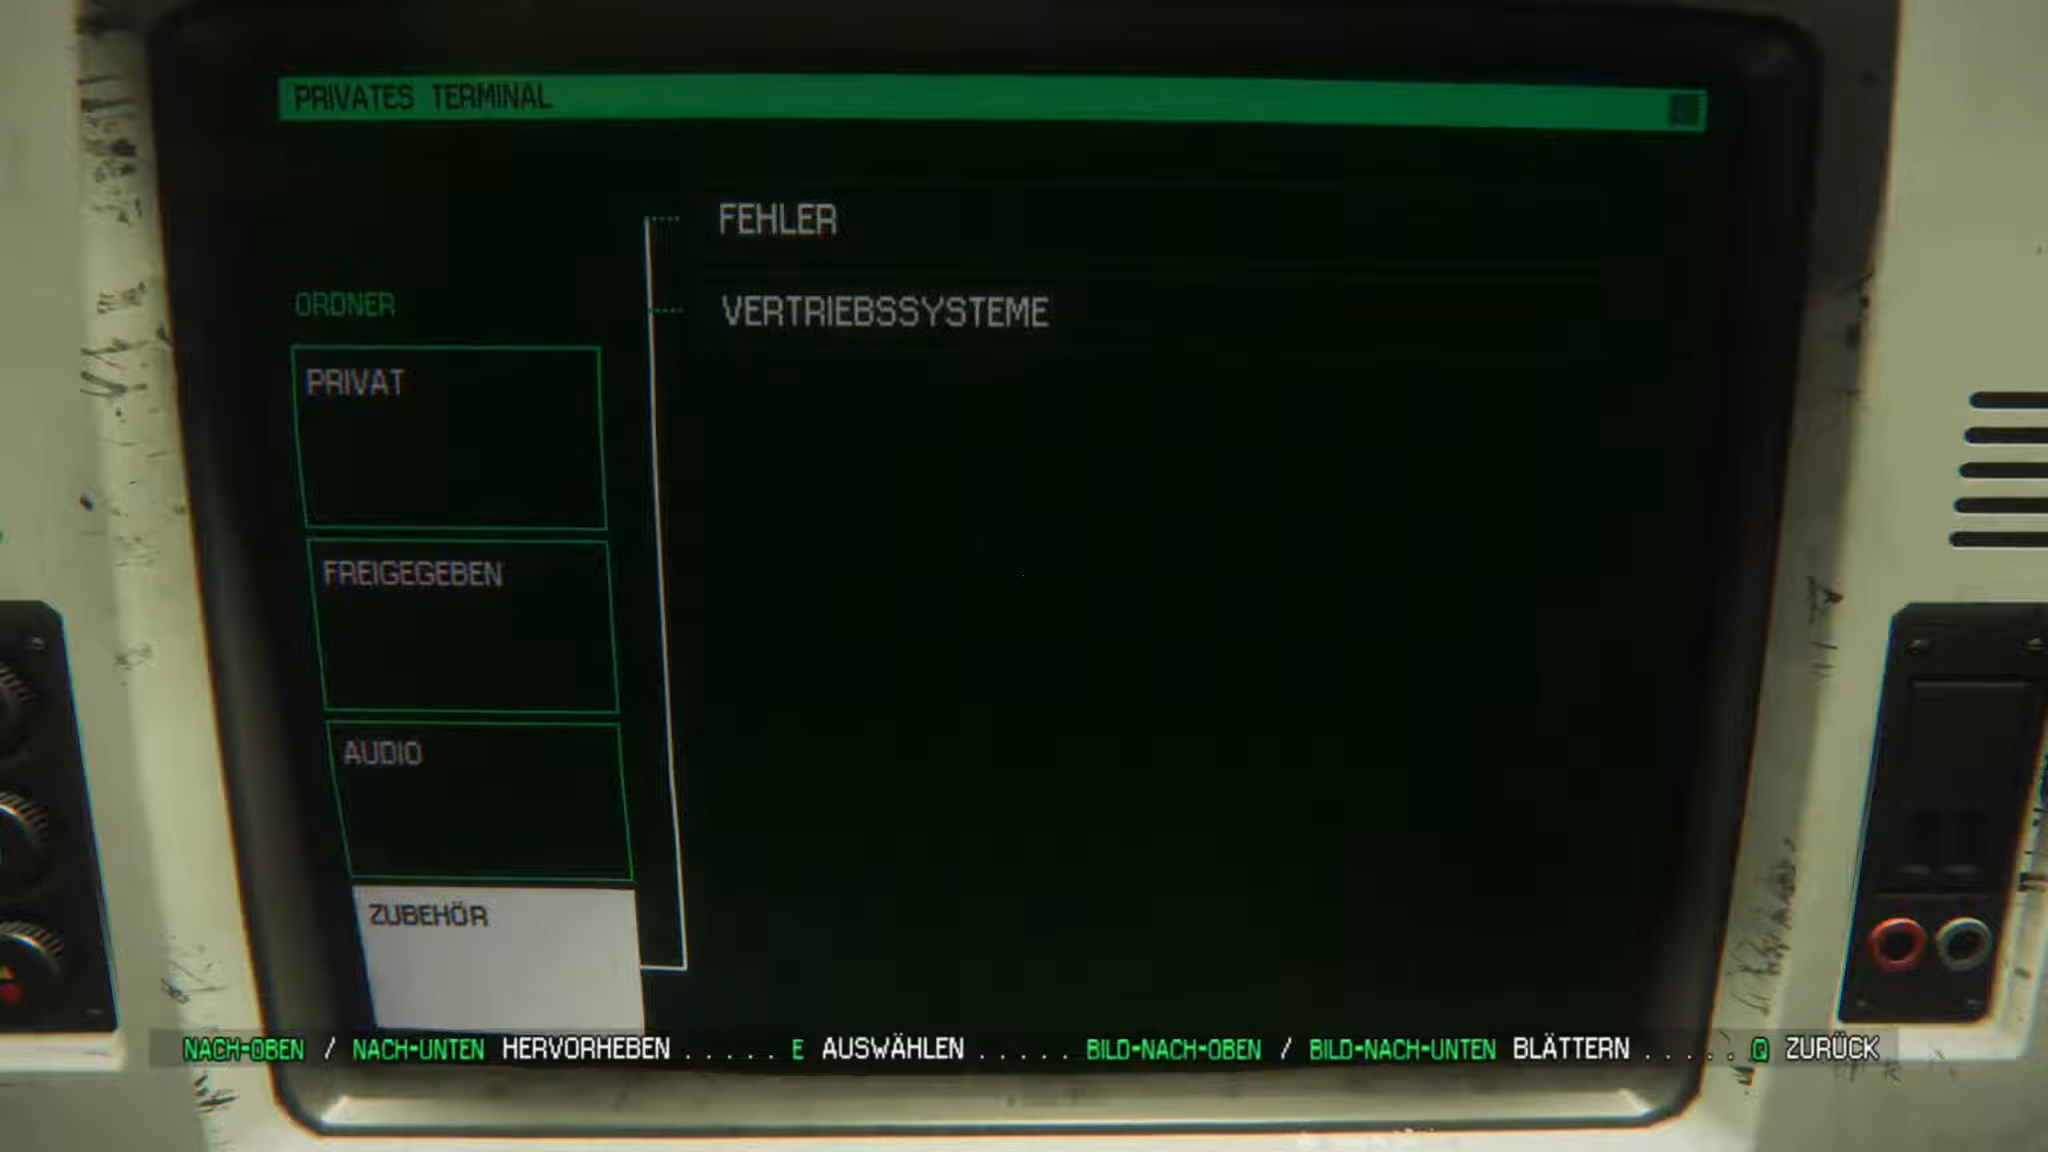 PRIVATES TERMINAL
FEHLER
VERTRIEBSSYSTEME
ORDNER
PRIVAT
FREIGEGEBEN
AUDIO
ZUBEHÖR
NACH-OBEN / NACH-UNTEN HERVORHEBEN ..... E AUSWÄHLEN ..... BILD-NACH-OBEN / BILD-NACH-UNTEN BLÄTTERN ..... Q ZURÜCK